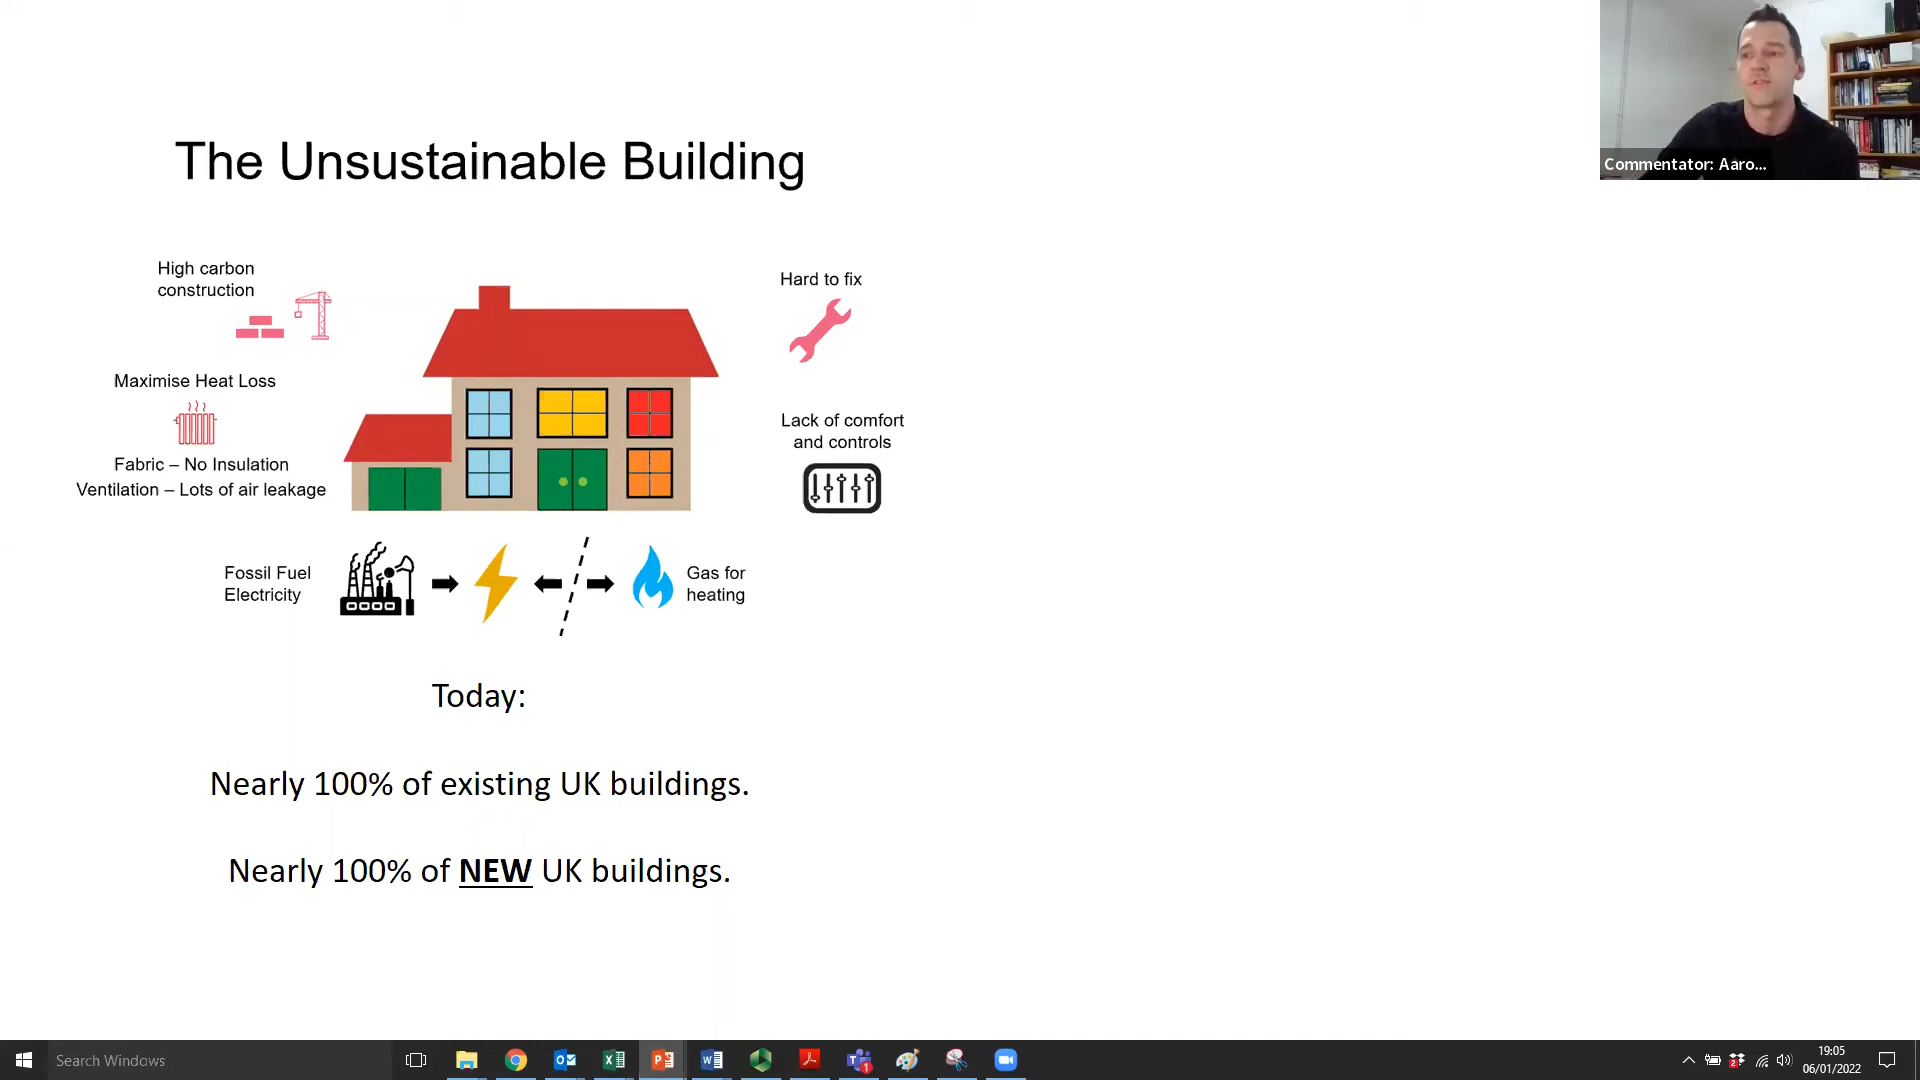 The Unsustainable Building
Commentator: Aaro...
High carbon
construction
Hard to fix
Maximise Heat Loss
Lack of comfort
and controls
Fabric – No Insulation
Ventilation – Lots of air leakage
Fossil Fuel
Electricity
Gas for
heating
Today:
Nearly 100% of existing UK buildings.
Nearly 100% of NEW UK buildings.
Search Windows
19:05
06/01/2022